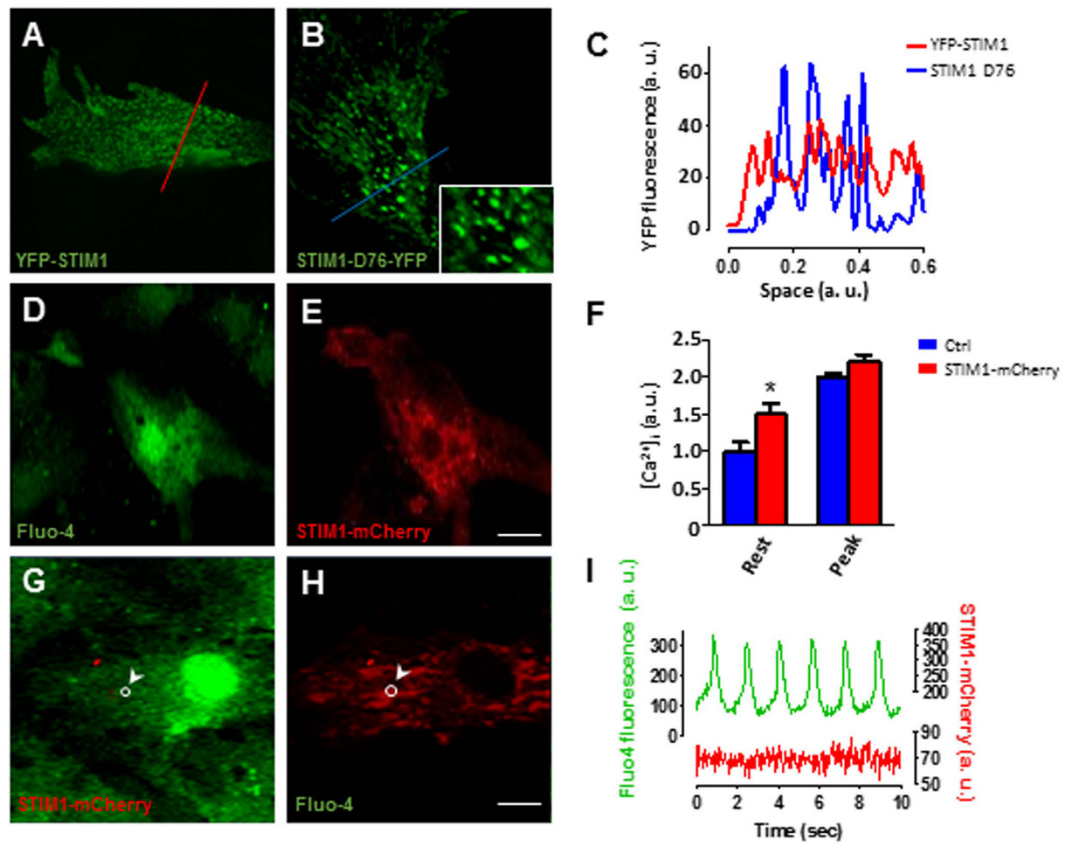 A
YFP-STIM1
B
STIM1-D76-YFP
C
YFP-STIM1
STIM1 D76
YFP fluorescence (a. u.)
60
40
20
0
0.0 0.2 0.4 0.6
Space (a. u.)
D
Fluo-4
E
STIM1-mCherry
F
Ctrl
STIM1-mCherry
[Ca²⁺]i (a.u.)
2.5
2.0
1.5
1.0
0.5
0
*
Rest
Peak
G
STIM1-mCherry
H
Fluo-4
I
Fluo4 fluorescence (a. u.)
300
200
100
0
400
350
300
200
90
70
50
STIM1-mCherry (a. u.)
0 2 4 6 8 10
Time (sec)